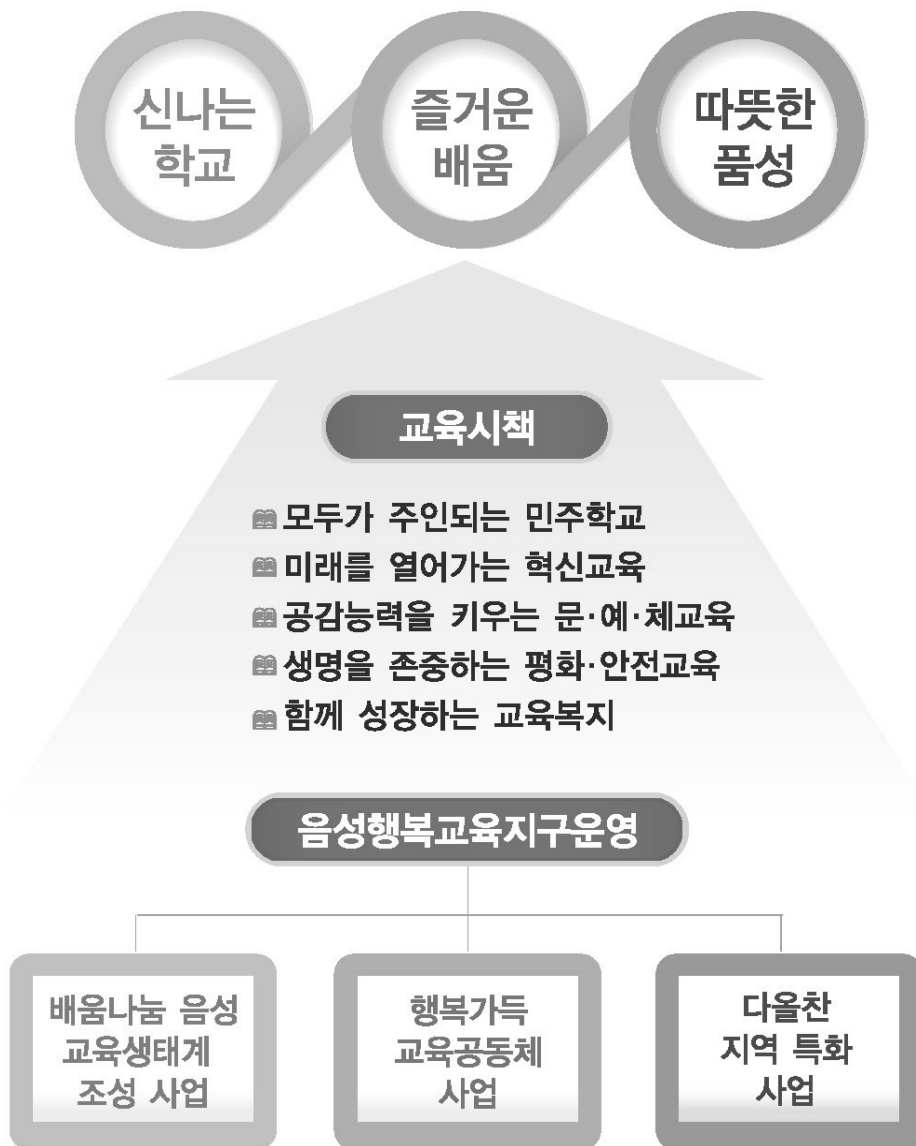 신나는
학교
즐거운
배움
따뜻한
품성
교육시책
모두가 주인되는 민주학교
미래를 열어가는 혁신교육
공감능력을 키우는 문·예·체교육
생명을 존중하는 평화·안전교육
함께 성장하는 교육복지
음성행복교육지구운영
배움나눔 음성
교육생태계
조성 사업
행복가득
교육공동체
사업
다올찬
지역 특화
사업